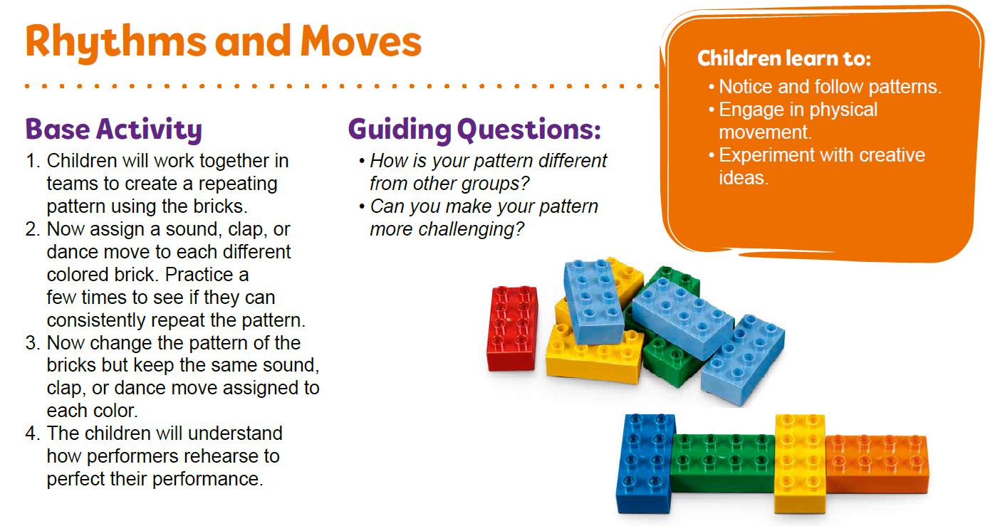 Rhythms and Moves
Base Activity
1. Children will work together in
teams to create a repeating
pattern using the bricks.
2. Now assign a sound, clap, or
dance move to each different
colored brick. Practice a
few times to see if they can
consistently repeat the pattern.
3. Now change the pattern of the
bricks but keep the same sound,
clap, or dance move assigned to
each color.
4. The children will understand
how performers rehearse to
perfect their performance.
Guiding Questions:
• How is your pattern different
from other groups?
• Can you make your pattern
more challenging?
Children learn to:
• Notice and follow patterns.
• Engage in physical
movement.
• Experiment with creative
ideas.